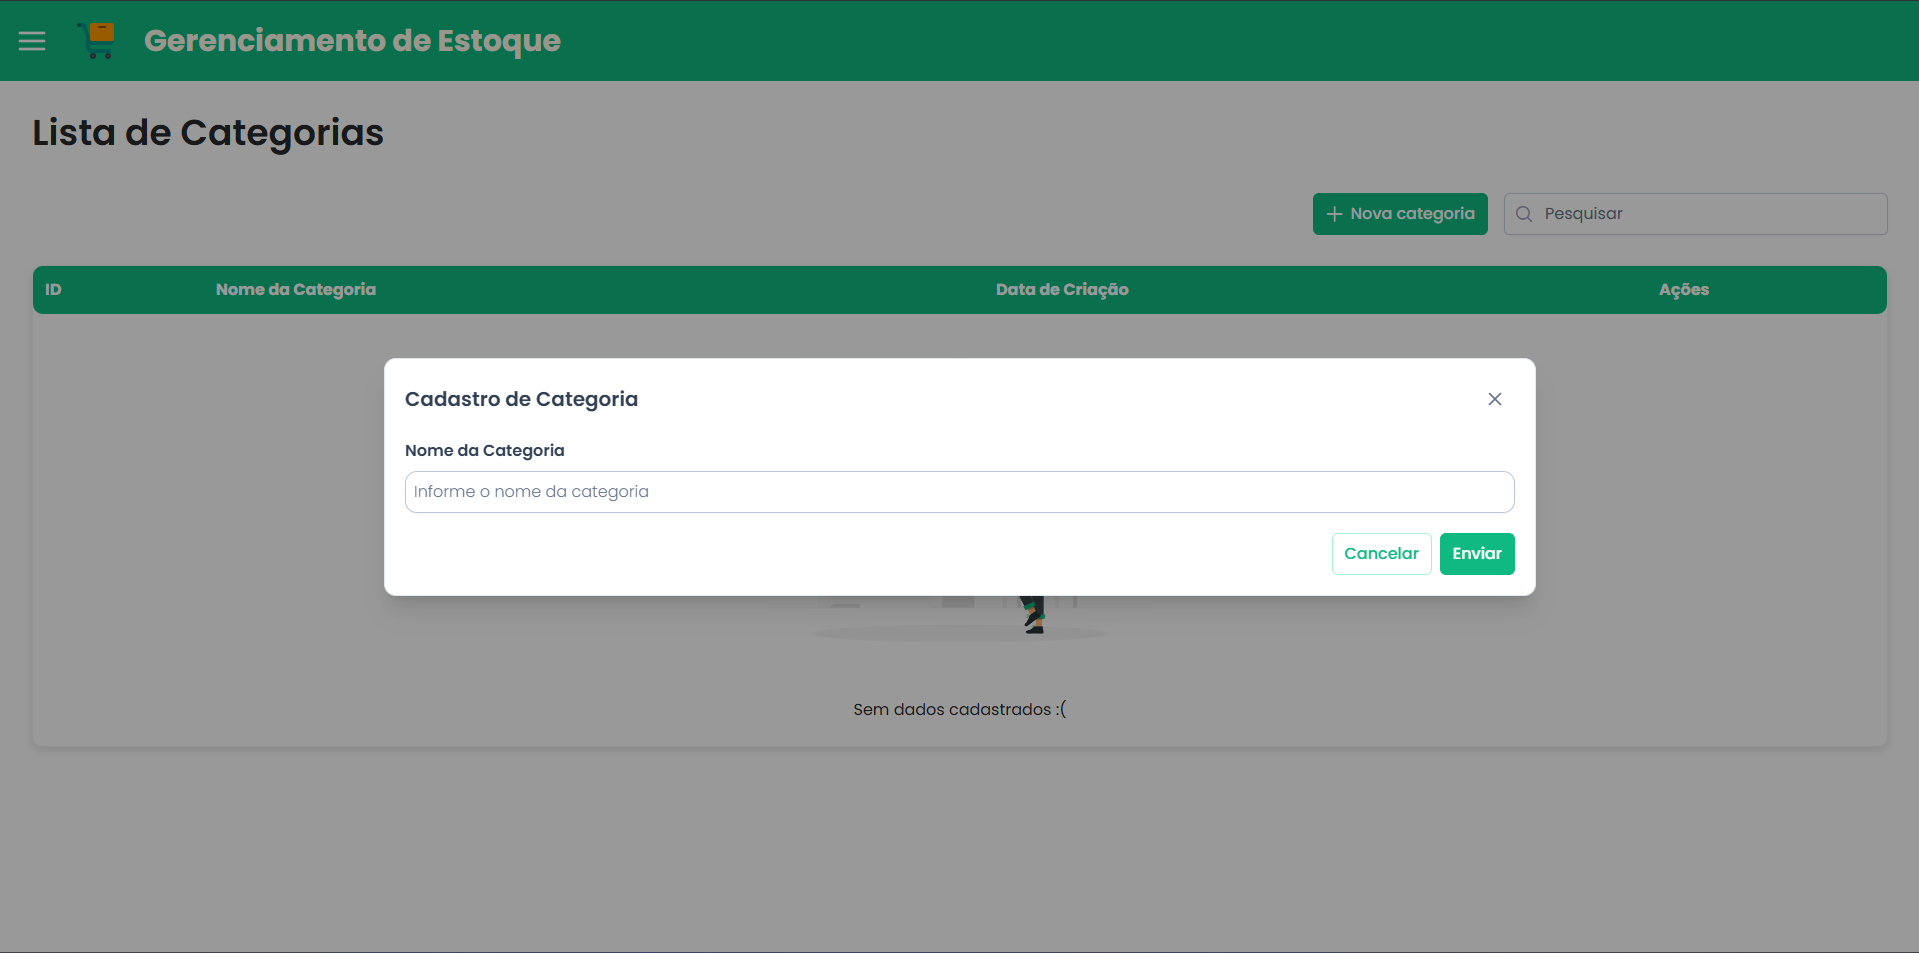 Gerenciamento de Estoque
Lista de Categorias
Nova categoria
Pesquisar
ID
Nome da Categoria
Data de Criação
Ações
Cadastro de Categoria
Nome da Categoria
Informe o nome da categoria
Cancelar
Enviar
Sem dados cadastrados :(